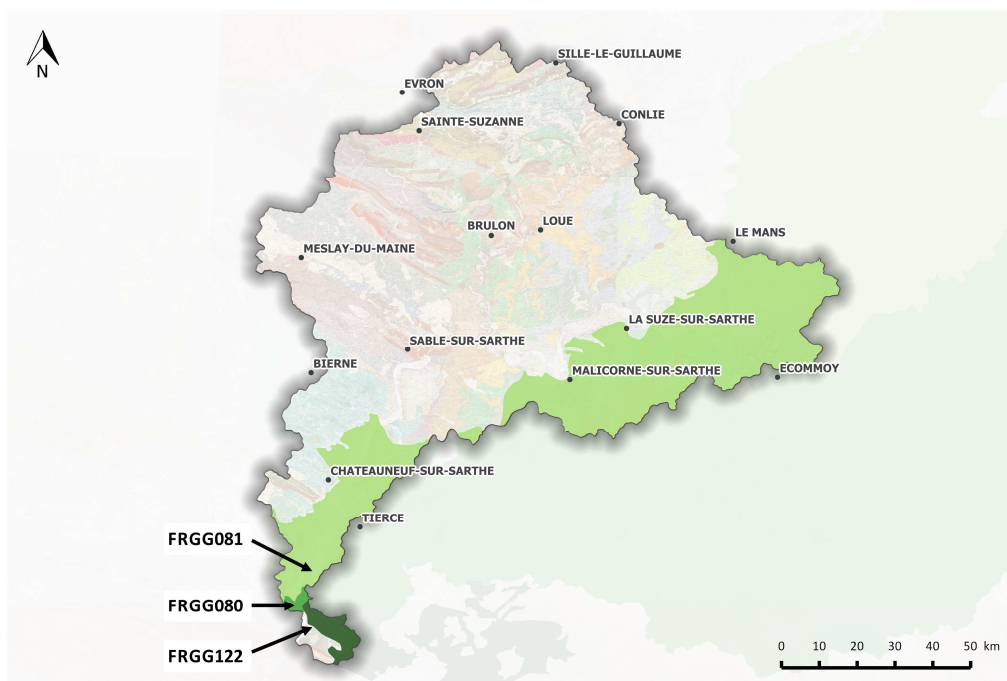 N
SILLE-LE-GUILLAUME
EVRON
CONLIE
SAINTE-SUZANNE
BRULON
LOUE
LE MANS
MESLAY-DU-MAINE
LA SUZE-SUR-SARTHE
SABLE-SUR-SARTHE
BIERNE
MALICORNE-SUR-SARTHE
ECOMMOY
CHATEAUNEUF-SUR-SARTHE
TIERCE
FRGG081
FRGG080
FRGG122
0 10 20 30 40 50 km